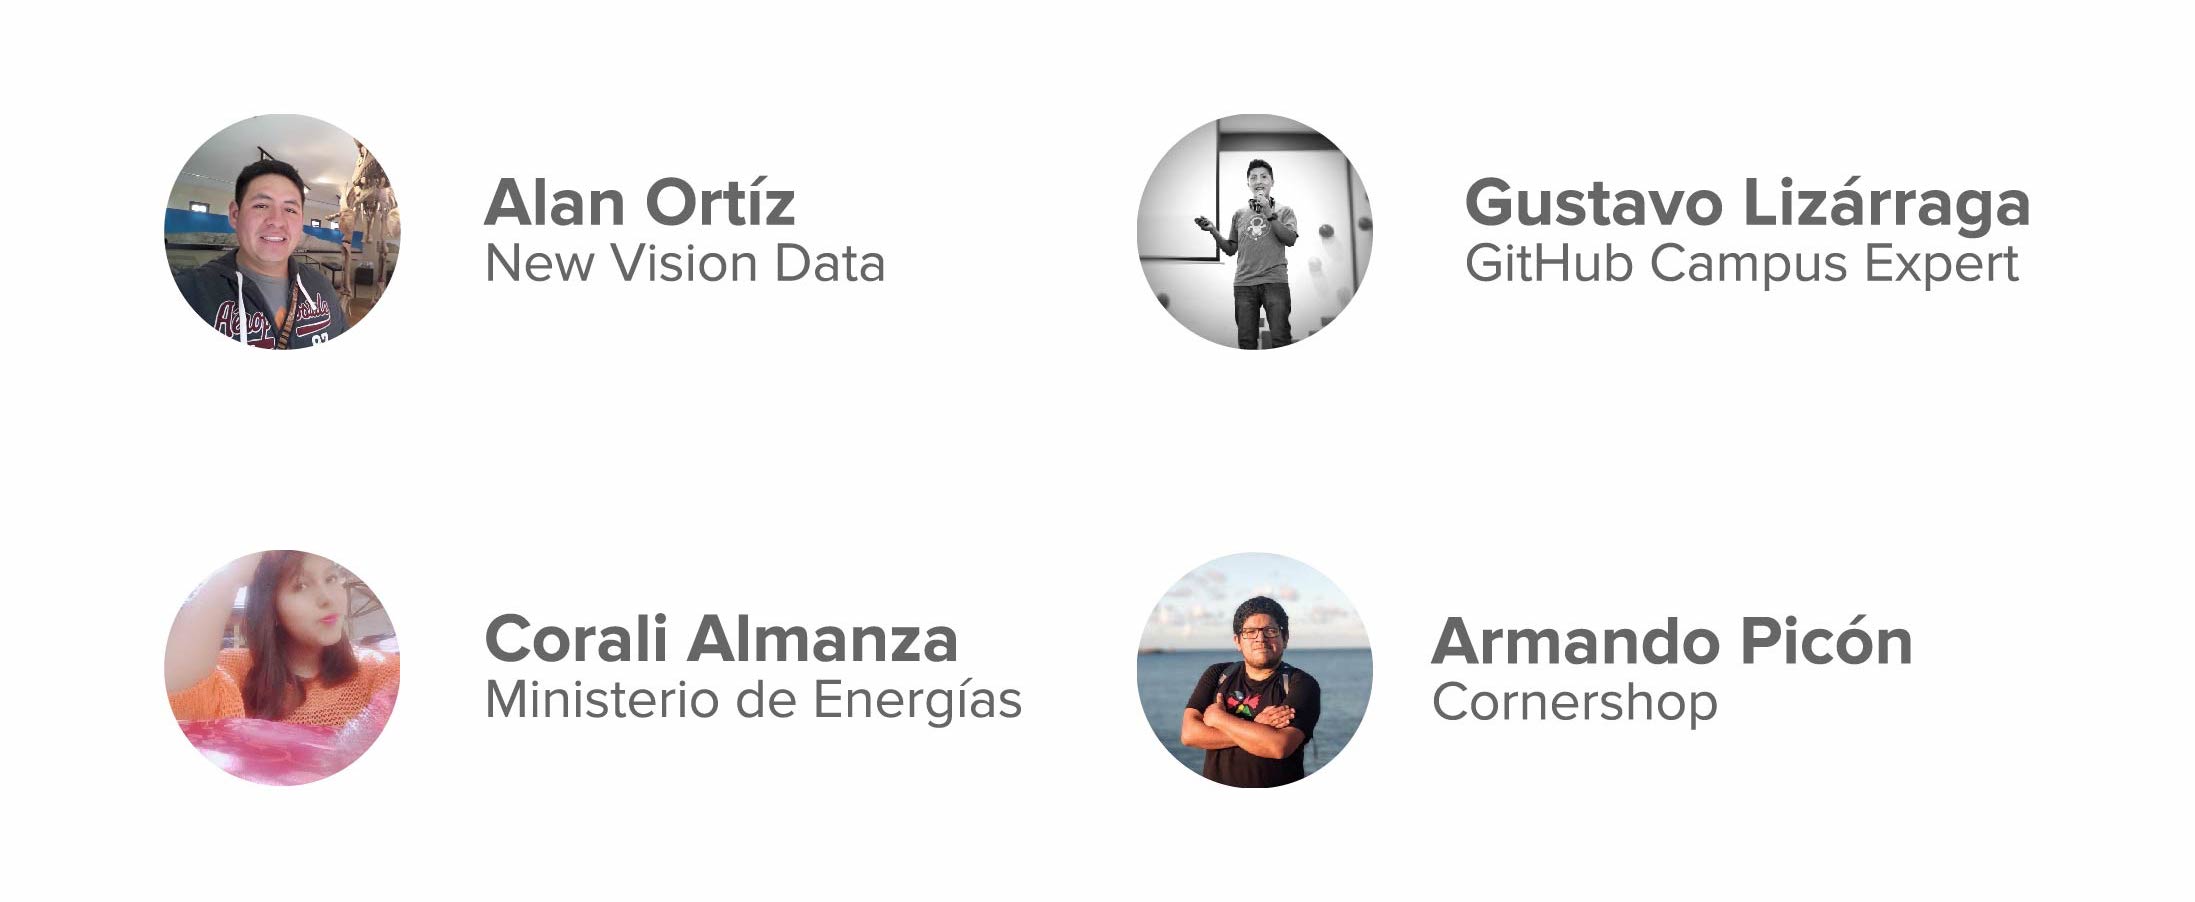 Alan Ortíz
New Vision Data
Gustavo Lizárraga
GitHub Campus Expert
Corali Almanza
Ministerio de Energías
Armando Picón
Cornershop